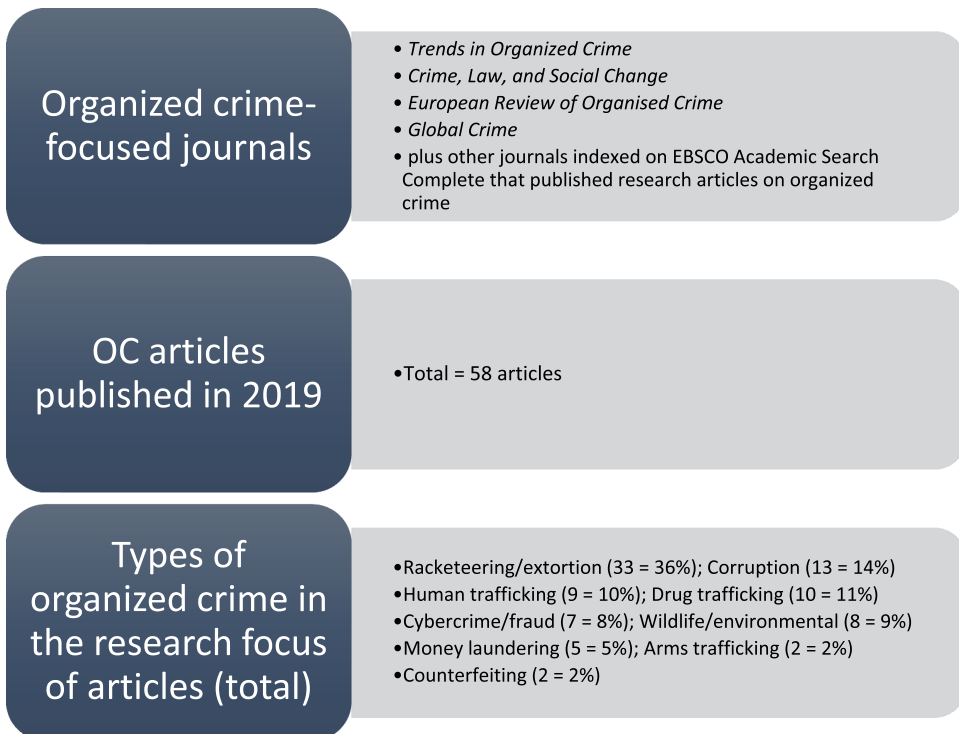 Organized crime-
focused journals
• Trends in Organized Crime
• Crime, Law, and Social Change
• European Review of Organised Crime
• Global Crime
• plus other journals indexed on EBSCO Academic Search
Complete that published research articles on organized
crime
OC articles
published in 2019
•Total = 58 articles
Types of
organized crime in
the research focus
of articles (total)
•Racketeering/extortion (33 = 36%); Corruption (13 = 14%)
•Human trafficking (9 = 10%); Drug trafficking (10 = 11%)
•Cybercrime/fraud (7 = 8%); Wildlife/environmental (8 = 9%)
•Money laundering (5 = 5%); Arms trafficking (2 = 2%)
•Counterfeiting (2 = 2%)